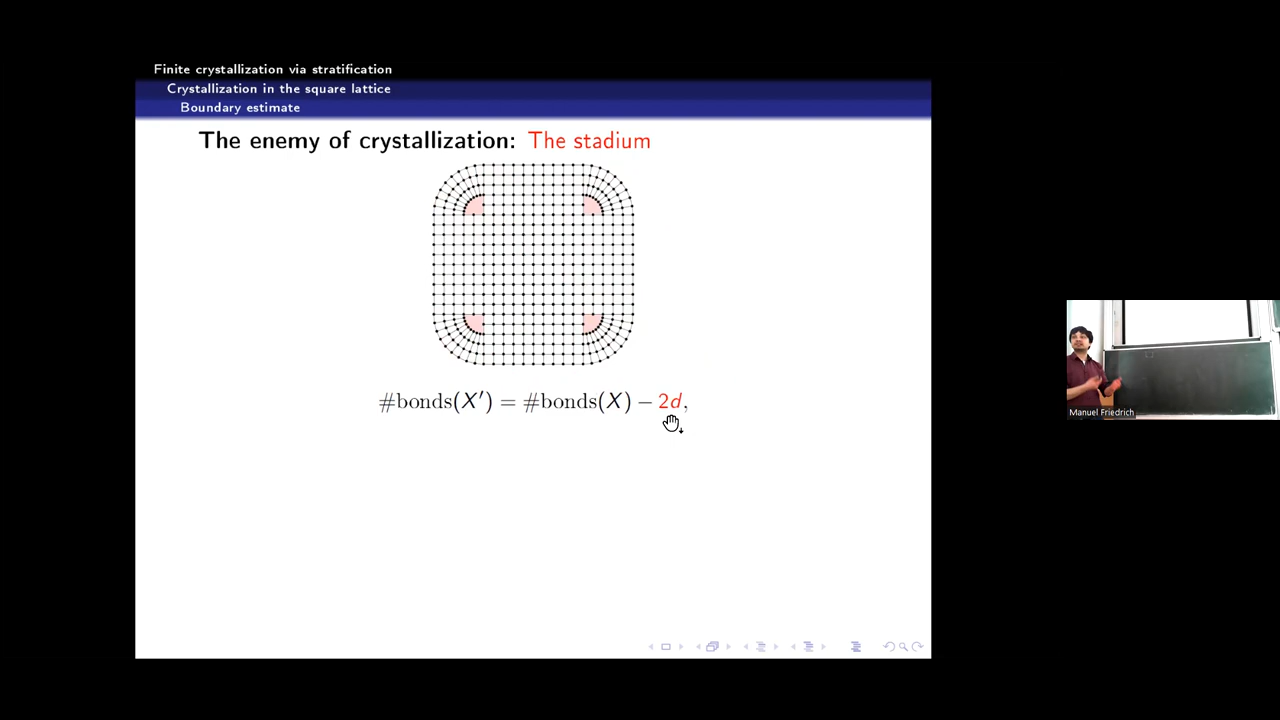 Finite crystallization via stratification
Crystallization in the square lattice
Boundary estimate
The enemy of crystallization: The stadium
#bonds(X′) = #bonds(X) − 2d,
Manuel Friedrich